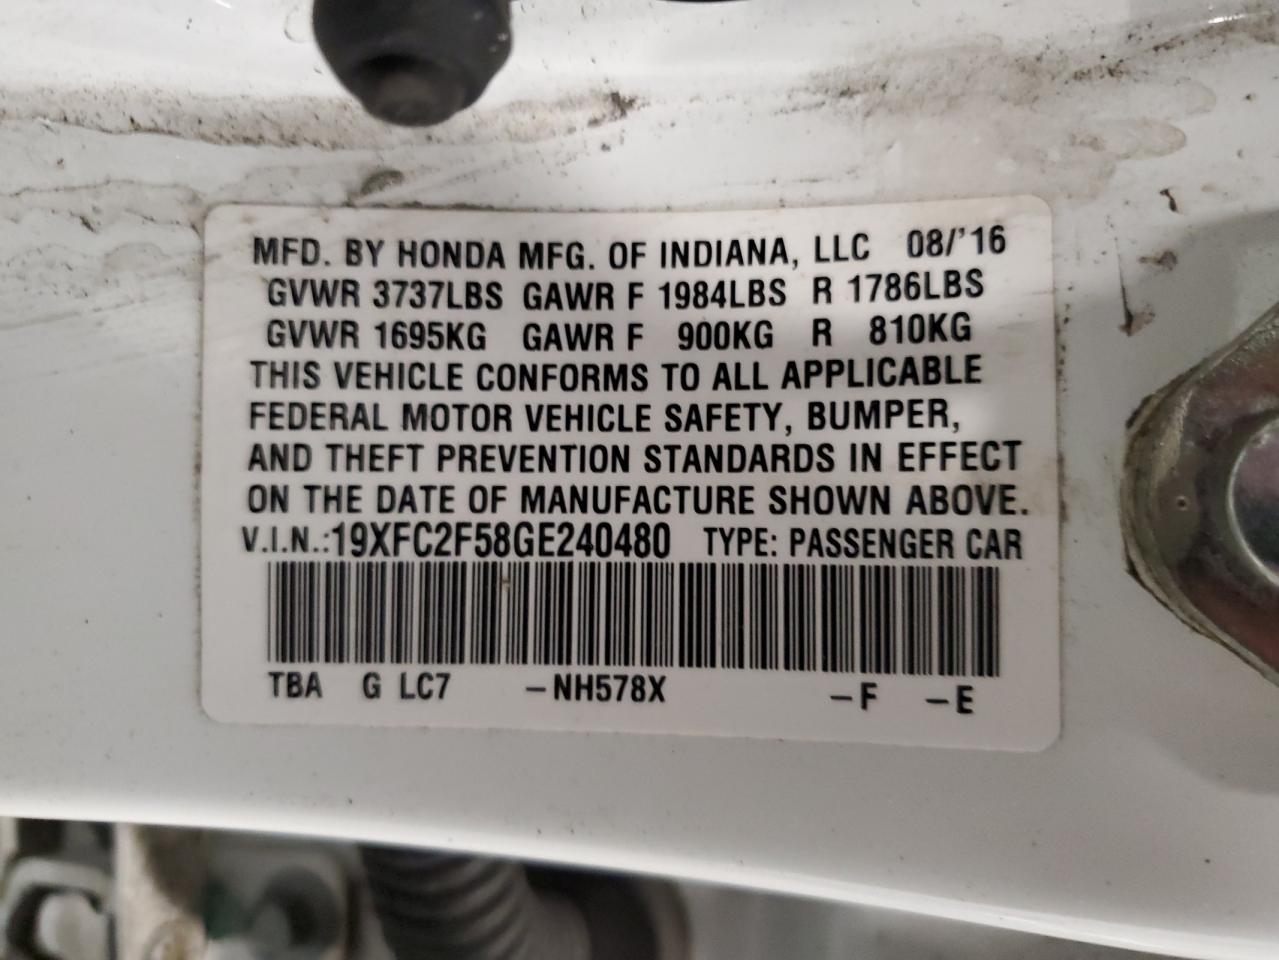 MFD. BY HONDA MFG. OF INDIANA, LLC 08/'16
GVWR 3737LBS GAWR F 1984LBS R 1786LBS
GVWR 1695KG GAWR F 900KG R 810KG
THIS VEHICLE CONFORMS TO ALL APPLICABLE
FEDERAL MOTOR VEHICLE SAFETY, BUMPER,
AND THEFT PREVENTION STANDARDS IN EFFECT
ON THE DATE OF MANUFACTURE SHOWN ABOVE.
V.I.N.:19XFC2F58GE240480 TYPE: PASSENGER CAR
TBA G LC7 -NH578X -F -E